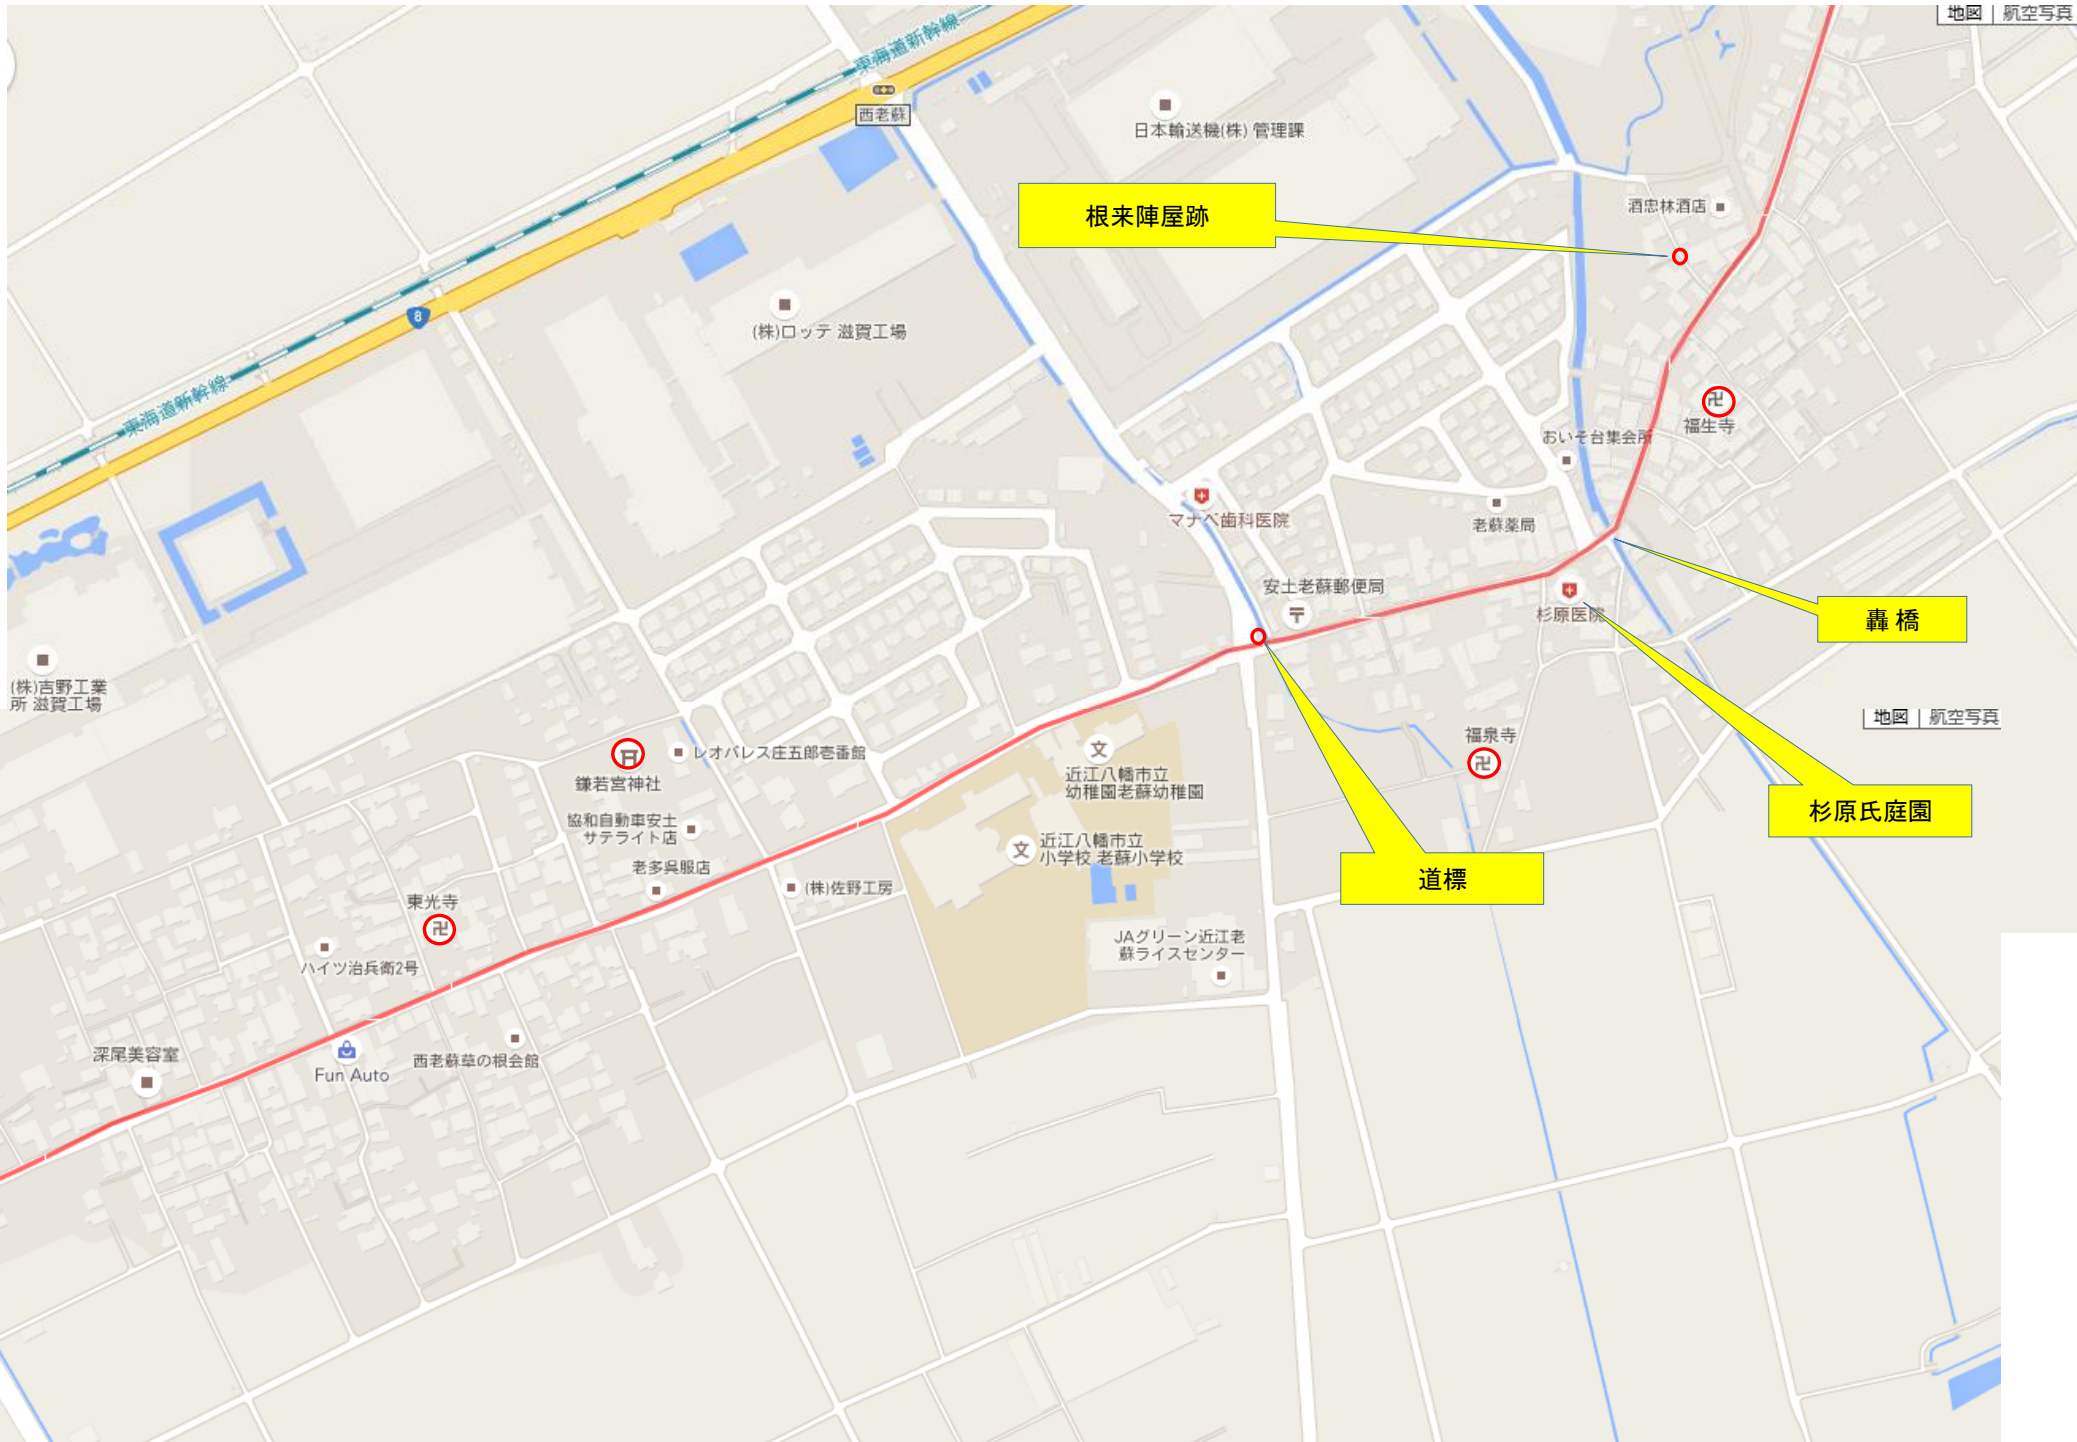 地図 航空写真
東海道新幹線
西老蘇
日本輸送機(株) 管理課
根来陣屋跡
酒忠林酒店
8
(株)ロッテ 滋賀工場
東海道新幹線
福生寺
おいそ台集会所
マナベ歯科医院
老蘇薬局
安土老蘇郵便局
杉原医院
轟 橋
(株)吉野工業
所 滋賀工場
地図 航空写真
福泉寺
レオパレス庄五郎壱番館
鎌若宮神社
文
近江八幡市立
幼稚園老蘇幼稚園
杉原氏庭園
協和自動車安土
サテライト店
文
近江八幡市立
小学校 老蘇小学校
老多呉服店
(株)佐野工房
道標
東光寺
JAグリーン近江老
蘇ライスセンター
ハイツ治兵衛2号
深尾美容室
西老蘇草の根会館
Fun Auto